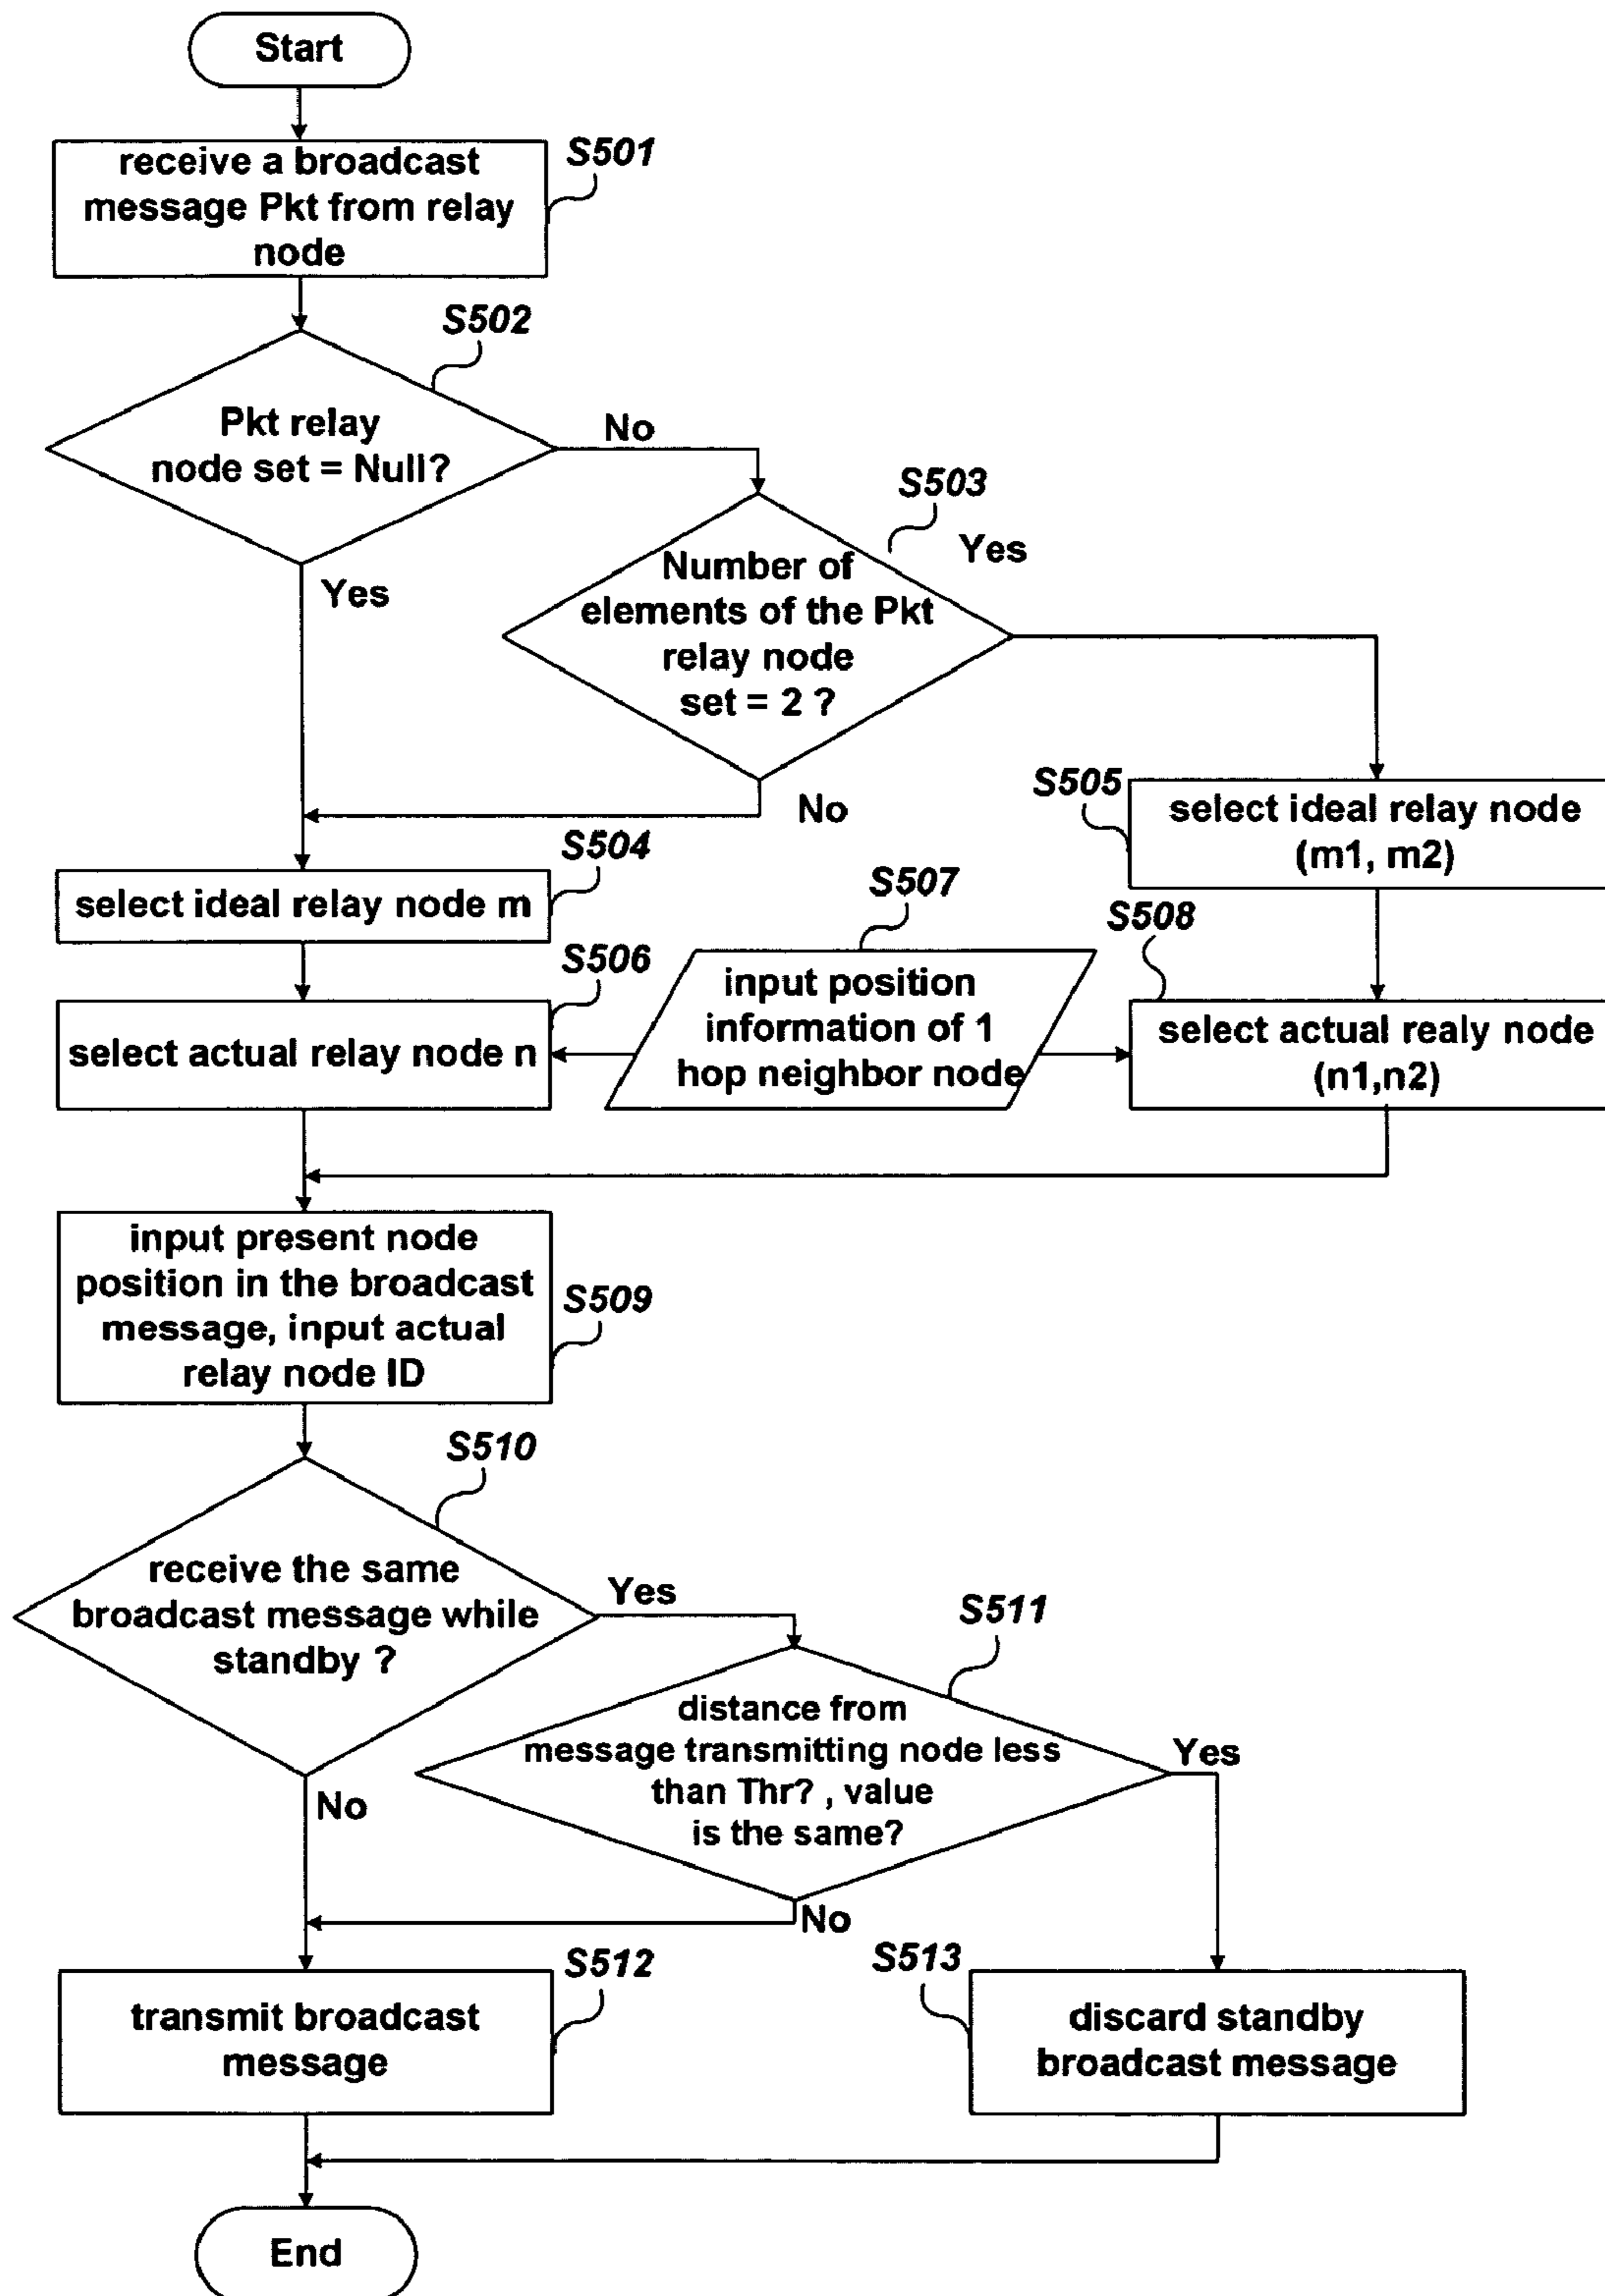 Start
S501
receive a broadcast
message Pkt from relay
node
S502
Pkt relay
node set = Null?
No
Yes
S503
Yes
Number of
elements of the Pkt
relay node
set = 2 ?
No
S505
select ideal relay node
(m1, m2)
S504
select ideal relay node m
S507
input position
information of 1
hop neighbor node
S506
select actual relay node n
S508
select actual realy node
(n1,n2)
input present node
position in the broadcast
message, input actual
relay node ID
S509
S510
receive the same
broadcast message while
standby ?
Yes
No
S511
distance from
message transmitting node less
than Thr? , value
is the same?
Yes
No
S512
transmit broadcast
message
S513
discard standby
broadcast message
End